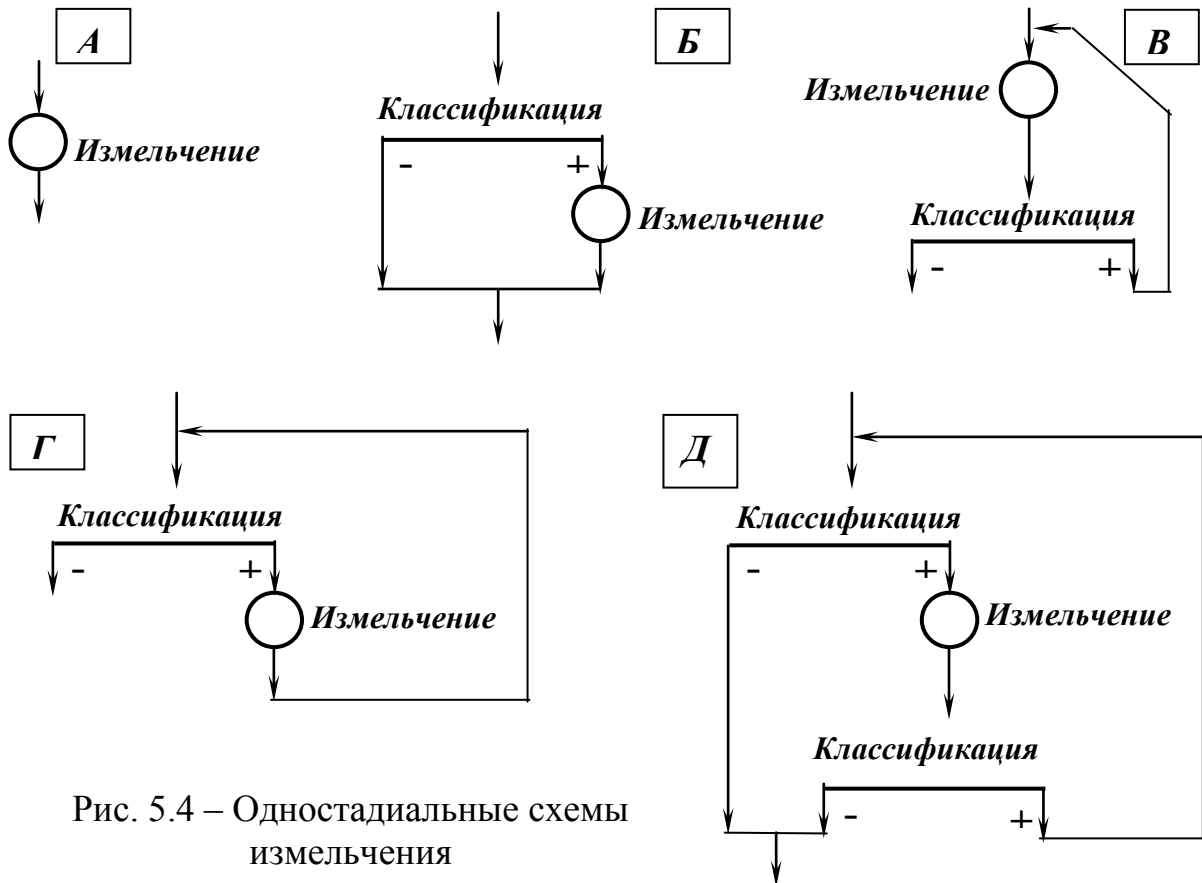 А
Измельчение
Б
Классификация
- +
Измельчение
В
Измельчение
Классификация
- +
Г
Классификация
- +
Измельчение
Д
Классификация
- +
Измельчение
Классификация
- +
Рис. 5.4 – Одностадиальные схемы
измельчения